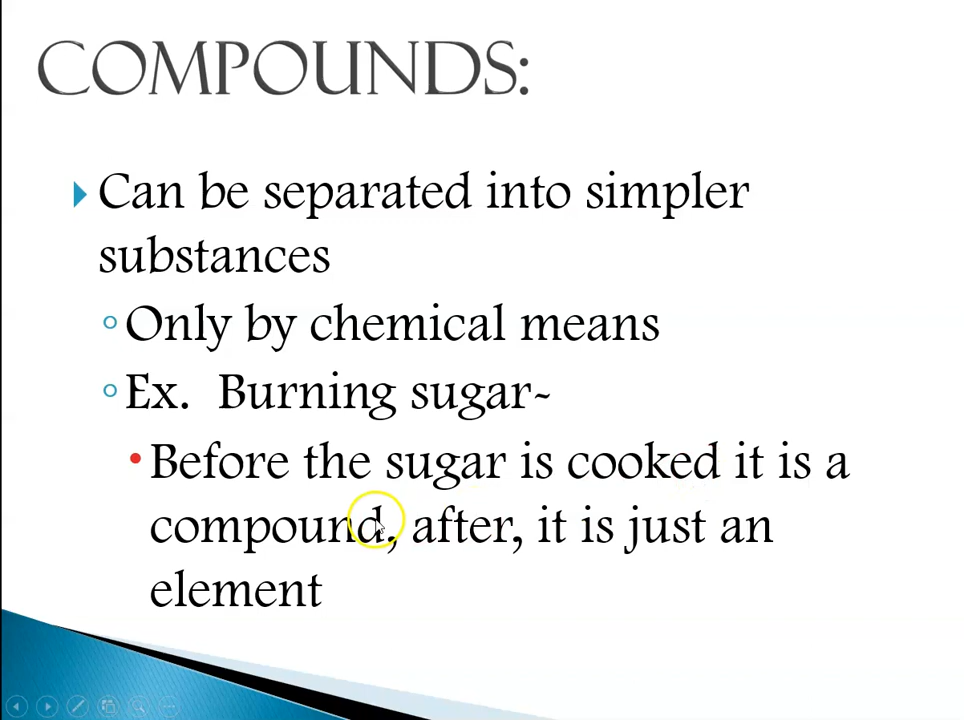 COMPOUNDS:
Can be separated into simpler
substances
Only by chemical means
Ex. Burning sugar-
Before the sugar is cooked it is a
compound, after, it is just an
element